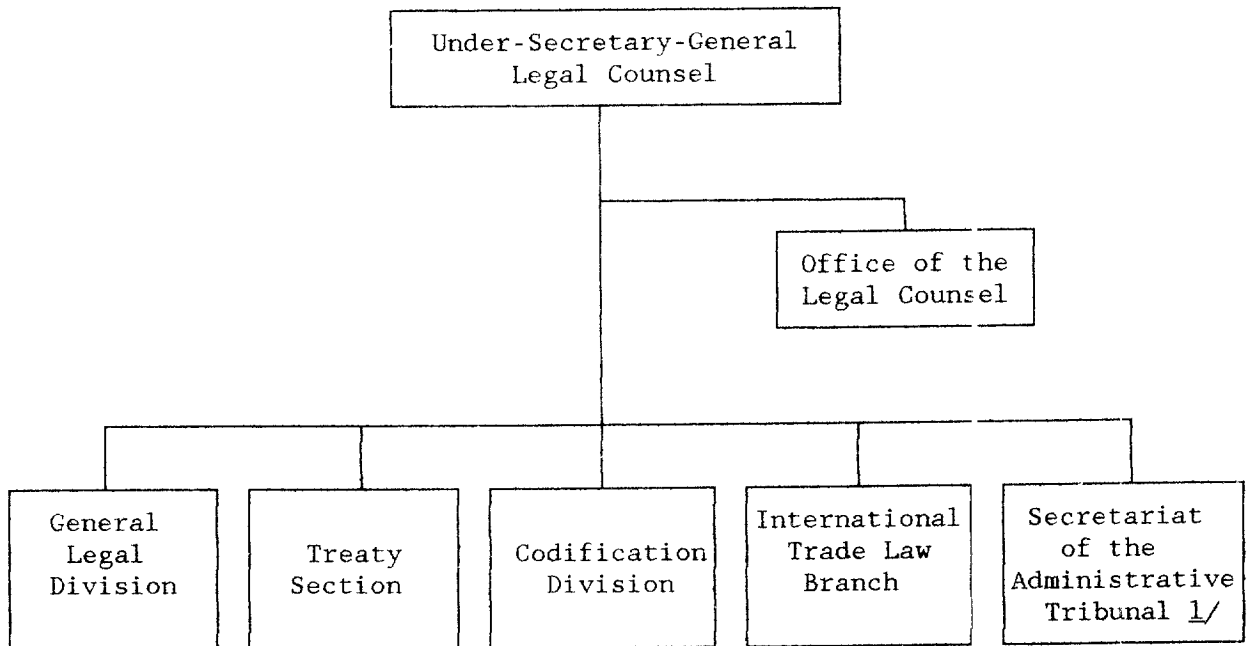 Under-Secretary-General
Legal Counsel
Office of the
Legal Counsel
General
Legal
Division
Treaty
Section
Codification
Division
International
Trade Law
Branch
Secretariat
of the
Administrative
Tribunal 1/